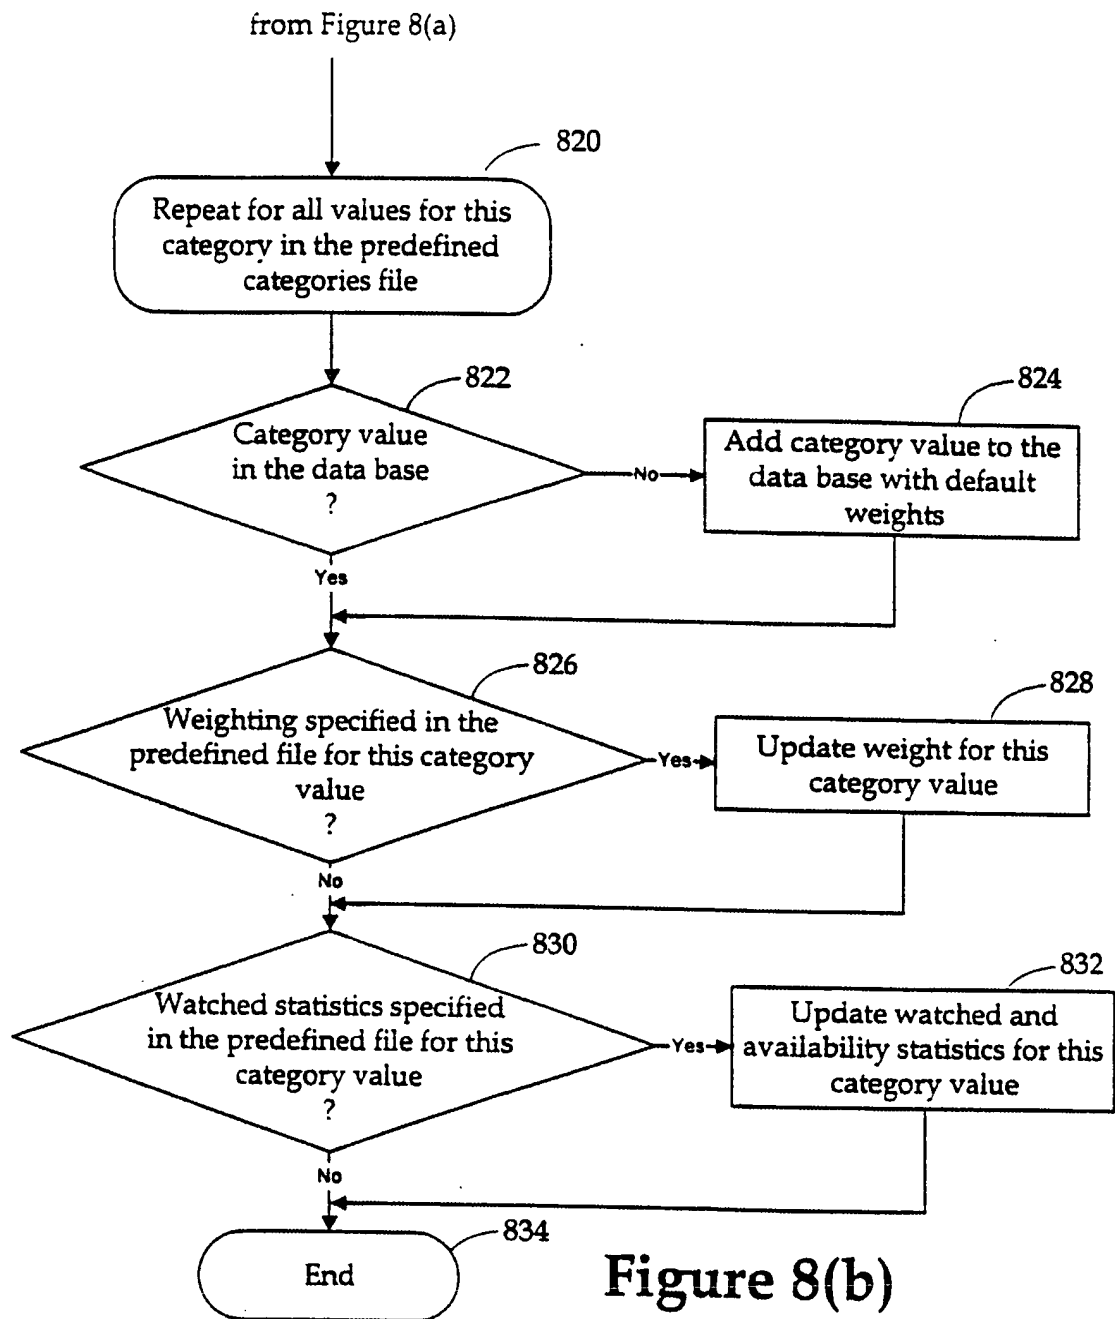 from Figure 8(a)
820
Repeat for all values for this
category in the predefined
categories file
822
Category value
in the data base
?
No
824
Add category value to the
data base with default
weights
Yes
826
Weighting specified in the
predefined file for this category
value
?
Yes
828
Update weight for this
category value
No
830
Watched statistics specified
in the predefined file for this
category value
?
Yes
832
Update watched and
availability statistics for this
category value
No
834
End
Figure 8(b)